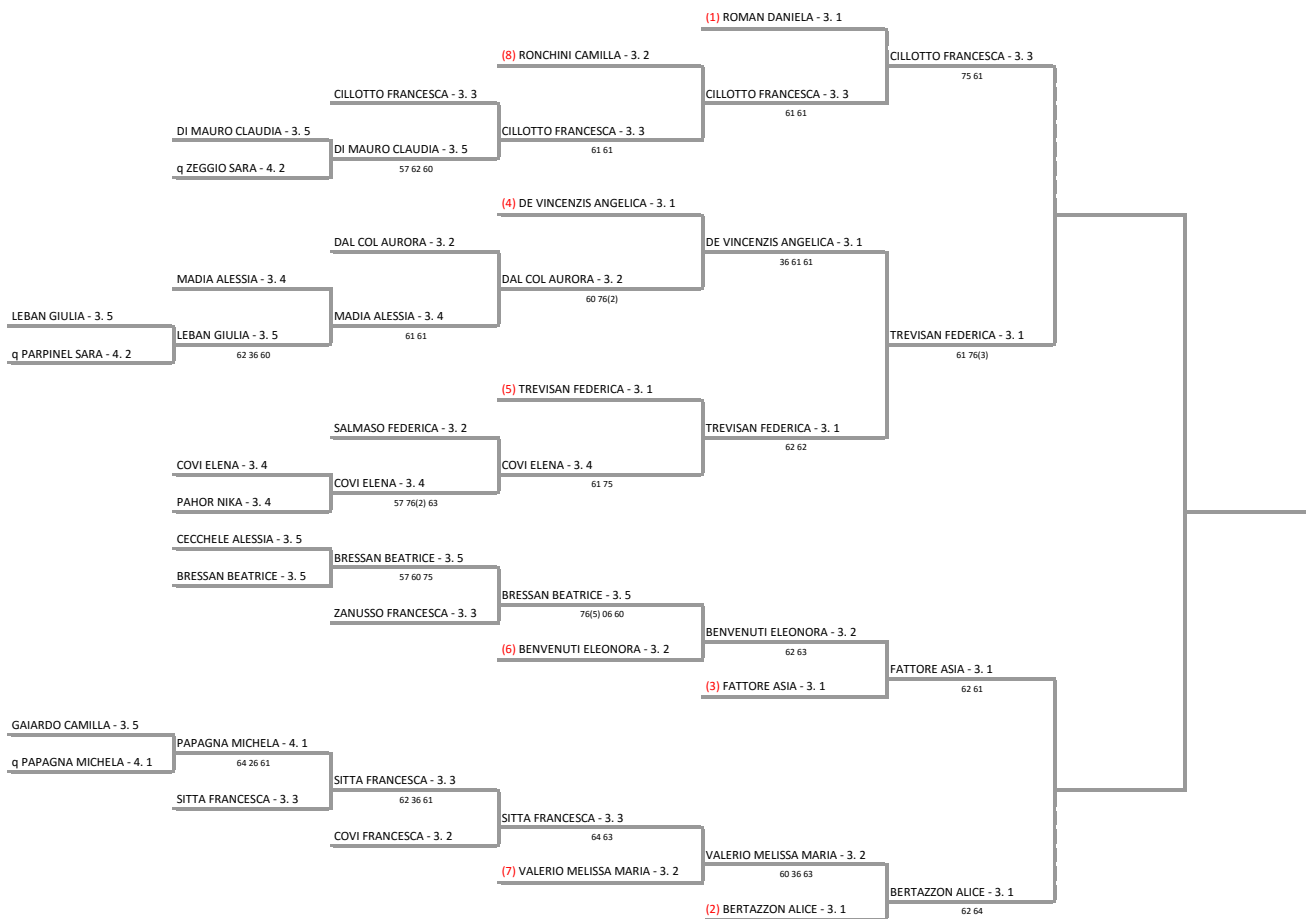 (1) ROMAN DANIELA - 3. 1
(8) RONCHINI CAMILLA - 3. 2
CILLOTTO FRANCESCA - 3. 3
75 61
CILLOTTO FRANCESCA - 3. 3
CILLOTTO FRANCESCA - 3. 3
61 61
DI MAURO CLAUDIA - 3. 5
CILLOTTO FRANCESCA - 3. 3
61 61
DI MAURO CLAUDIA - 3. 5
57 62 60
q ZEGGIO SARA - 4. 2
(4) DE VINCENZIS ANGELICA - 3. 1
DAL COL AURORA - 3. 2
DE VINCENZIS ANGELICA - 3. 1
36 61 61
MADIA ALESSIA - 3. 4
DAL COL AURORA - 3. 2
60 76(2)
LEBAN GIULIA - 3. 5
MADIA ALESSIA - 3. 4
61 61
LEBAN GIULIA - 3. 5
62 36 60
TREVISAN FEDERICA - 3. 1
61 76(3)
q PARPINEL SARA - 4. 2
(5) TREVISAN FEDERICA - 3. 1
SALMASO FEDERICA - 3. 2
TREVISAN FEDERICA - 3. 1
62 62
COVI ELENA - 3. 4
COVI ELENA - 3. 4
61 75
COVI ELENA - 3. 4
57 76(2) 63
PAHOR NIKA - 3. 4
CECCHELE ALESSIA - 3. 5
BRESSAN BEATRICE - 3. 5
57 60 75
BRESSAN BEATRICE - 3. 5
BRESSAN BEATRICE - 3. 5
76(5) 06 60
ZANUSSO FRANCESCA - 3. 3
BENVENUTI ELEONORA - 3. 2
62 63
(6) BENVENUTI ELEONORA - 3. 2
FATTORE ASIA - 3. 1
62 61
(3) FATTORE ASIA - 3. 1
GAIARDO CAMILLA - 3. 5
PAPAGNA MICHELA - 4. 1
64 26 61
q PAPAGNA MICHELA - 4. 1
SITTA FRANCESCA - 3. 3
62 36 61
SITTA FRANCESCA - 3. 3
SITTA FRANCESCA - 3. 3
64 63
COVI FRANCESCA - 3. 2
VALERIO MELISSA MARIA - 3. 2
60 36 63
(7) VALERIO MELISSA MARIA - 3. 2
BERTAZZON ALICE - 3. 1
62 64
(2) BERTAZZON ALICE - 3. 1